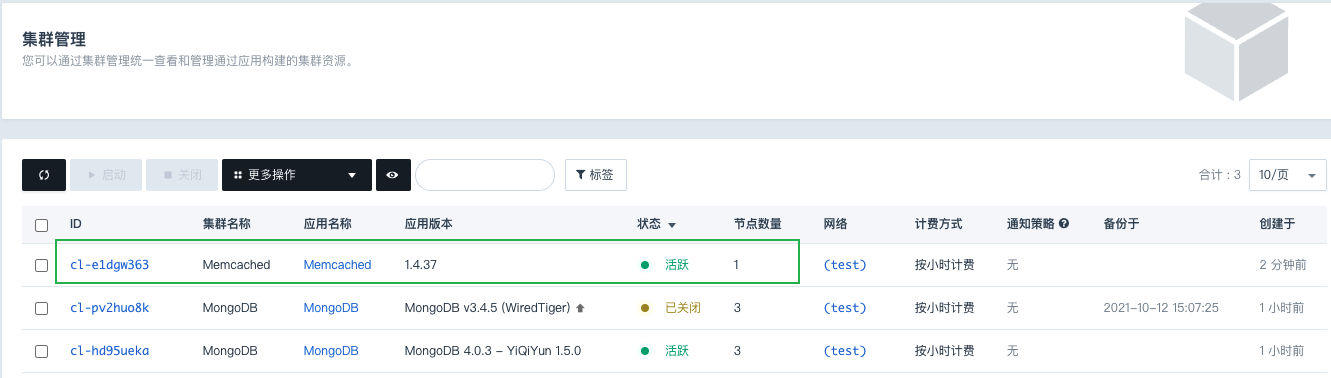 集群管理
您可以通过集群管理统一查看和管理通过应用构建的集群资源。
启动 关闭 更多操作 标签 合计：3 10/页
ID 集群名称 应用名称 应用版本 状态 节点数量 网络 计费方式 通知策略 备份于 创建于
cl-e1dgw363 Memcached Memcached 1.4.37 活跃 1 (test) 按小时计费 无 2 分钟前
cl-pv2huo8k MongoDB MongoDB MongoDB v3.4.5 (WiredTiger) 已关闭 3 (test) 按小时计费 无 2021-10-12 15:07:25 1 小时前
cl-hd95ueka MongoDB MongoDB MongoDB 4.0.3 - YiQiYun 1.5.0 活跃 3 (test) 按小时计费 无 1 小时前